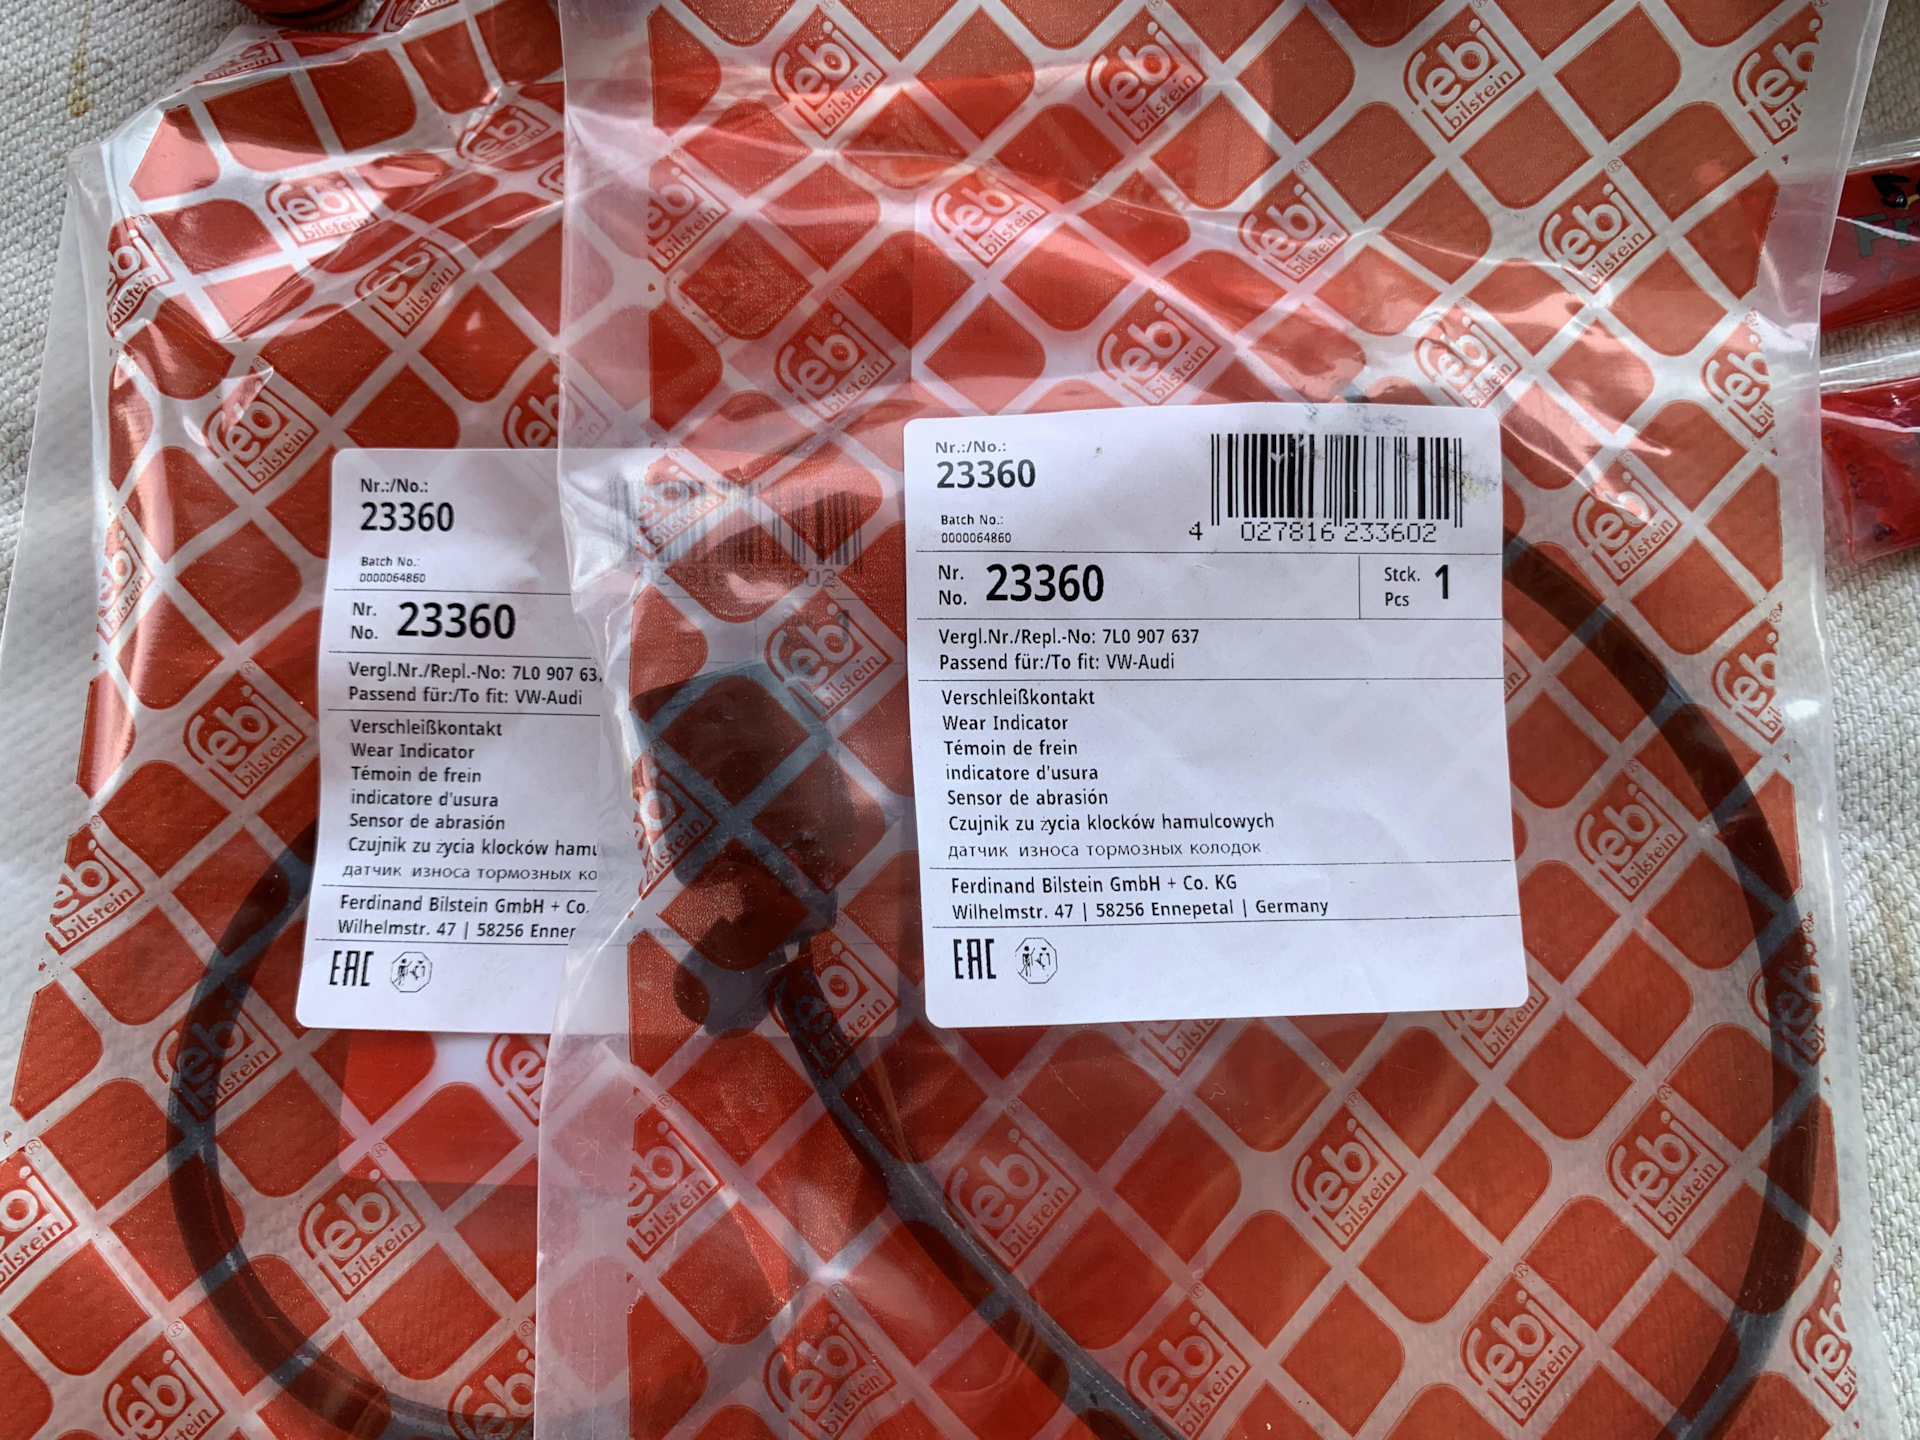 Nr.:/No.:
23360
Batch No.:
0000064860
Nr.
No. 23360
Vergl.Nr./Repl.-No: 7L0 907 63
Passend für:/To fit: VW-Audi
Verschleißkontakt
Wear Indicator
Témoin de frein
indicatore d'usura
Sensor de abrasión
Czujnik zu życia klocków hamu
датчик износа тормозных ко
Ferdinand Bilstein GmbH + Co.
Wilhelmstr. 47 | 58256 Enner
EAC
Nr.:/No.:
23360
4 027816 233602
Batch No.:
0000064860
Nr.
No. 23360
Stck.
Pcs 1
Vergl.Nr./Repl.-No: 7L0 907 637
Passend für:/To fit: VW-Audi
Verschleißkontakt
Wear Indicator
Témoin de frein
indicatore d'usura
Sensor de abrasión
Czujnik zu życia klocków hamulcowych
датчик износа тормозных колодок
Ferdinand Bilstein GmbH + Co. KG
Wilhelmstr. 47 | 58256 Ennepetal | Germany
EAC
febi
bilstein